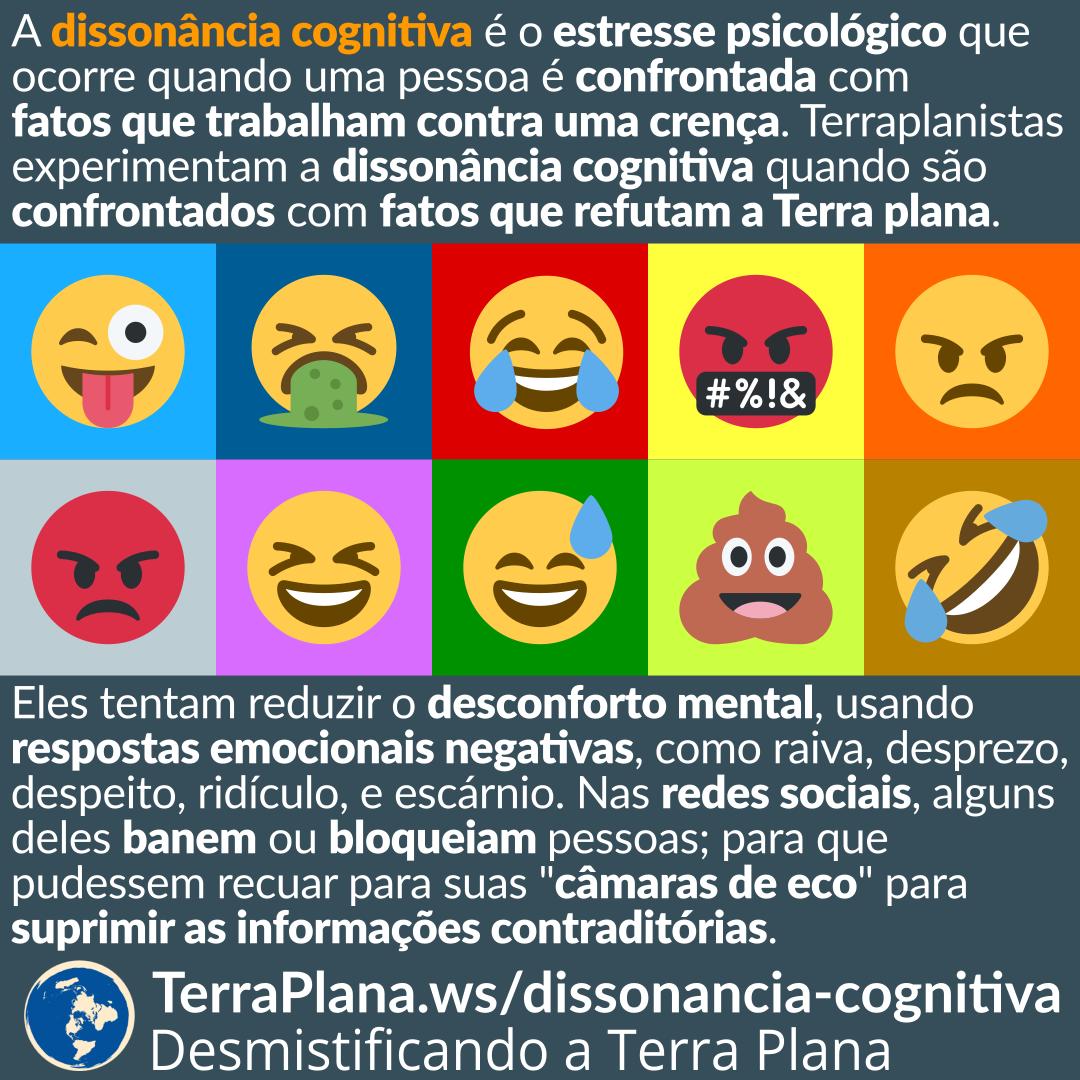 A dissonância cognitiva é o estresse psicológico que
ocorre quando uma pessoa é confrontada com
fatos que trabalham contra uma crença. Terraplanistas
experimentam a dissonância cognitiva quando são
confrontados com fatos que refutam a Terra plana.
#%!&
Eles tentam reduzir o desconforto mental, usando
respostas emocionais negativas, como raiva, desprezo,
despeito, ridículo, e escárnio. Nas redes sociais, alguns
deles banem ou bloqueiam pessoas; para que
pudessem recuar para suas "câmaras de eco" para
suprimir as informações contraditórias.
TerraPlana.ws/dissonancia-cognitiva
Desmistificando a Terra Plana